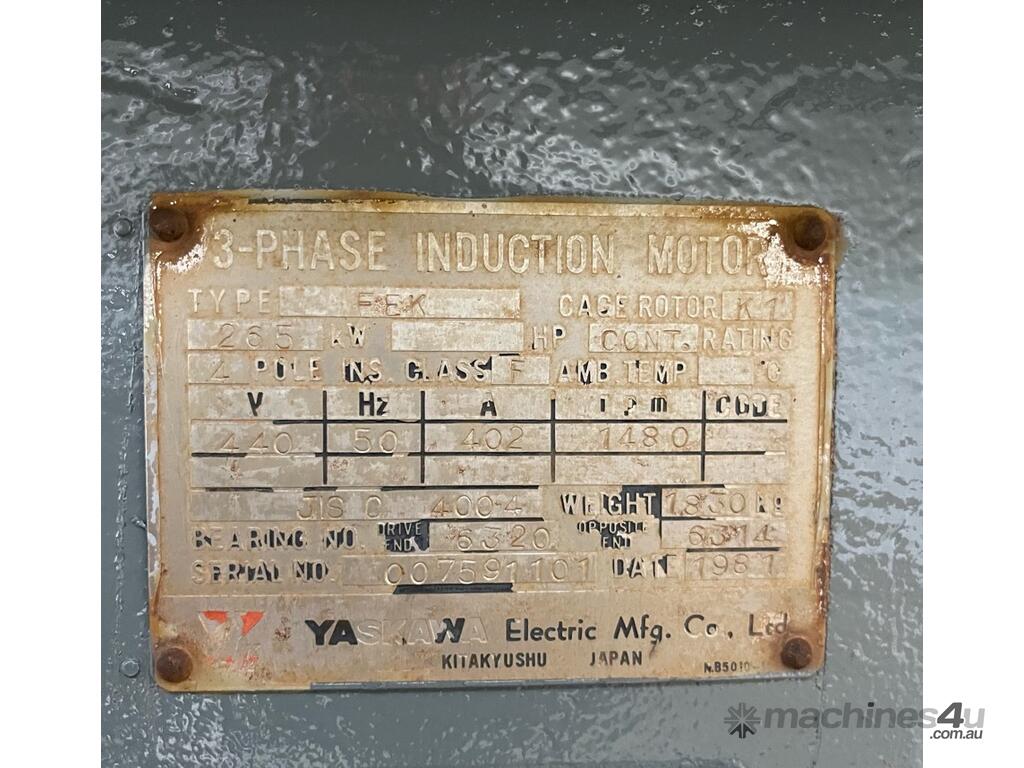 3-PHASE INDUCTION MOTOR
TYPE FEK CAGE ROTOR K1
265 kW HP CONT. RATING
4 POLE INS. CLASS F AMB. TEMP °C
V Hz A rpm CODE
440 50 402 1480
JIS C 4004 WEIGHT 1830 kg
BEARING NO. DRIVE END 6320 OPPOSITE END 6314
SERIAL NO. 007591101 DATE 1981
YASKAWA Electric Mfg. Co., Ltd
KITAKYUSHU JAPAN
machines4u
.com.au